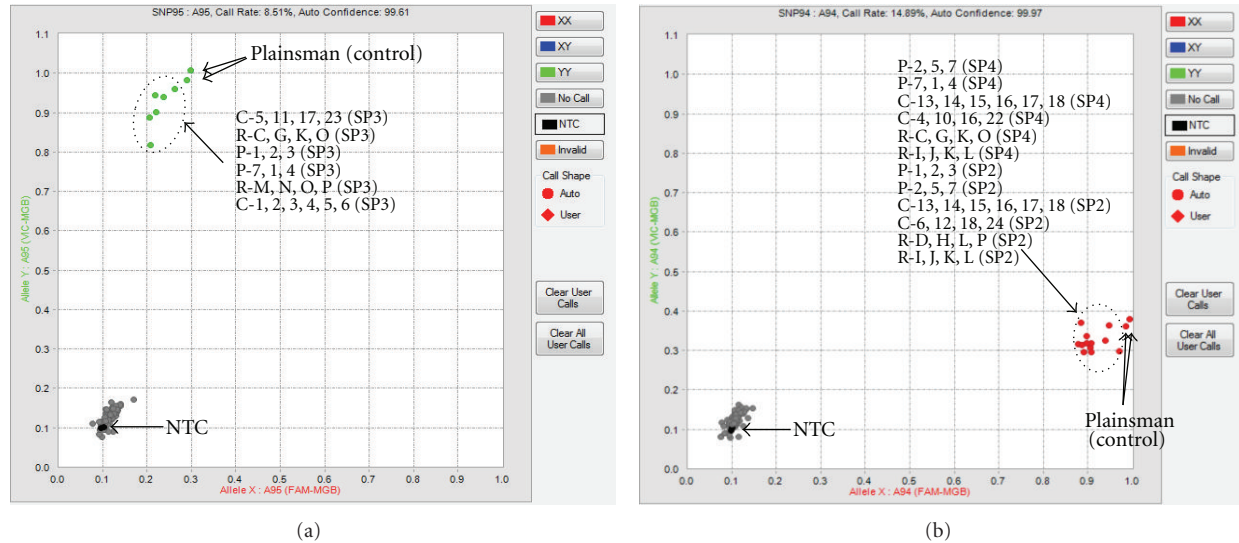 SNP95 : A95, Call Rate: 8.51%, Auto Confidence: 99.61
1.1
1.0
0.9
0.8
0.7
0.6
0.5
0.4
0.3
0.2
0.1
0.0
Allele Y : A95 (VIC-MGB)
Plainsman (control)
C-5, 11, 17, 23 (SP3)
R-C, G, K, O (SP3)
P-1, 2, 3 (SP3)
P-7, 1, 4 (SP3)
R-M, N, O, P (SP3)
C-1, 2, 3, 4, 5, 6 (SP3)
NTC
0.0 0.1 0.2 0.3 0.4 0.5 0.6 0.7 0.8 0.9 1.0
Allele X : A95 (FAM-MGB)
XX
XY
YY
No Call
NTC
Invalid
Call Shape
Auto
User
Clear User
Calls
Clear All
User Calls
(a)
SNP94 : A94, Call Rate: 14.89%, Auto Confidence: 99.97
1.1
1.0
0.9
0.8
0.7
0.6
0.5
0.4
0.3
0.2
0.1
0.0
Allele Y : A94 (VIC-MGB)
P-2, 5, 7 (SP4)
P-7, 1, 4 (SP4)
C-13, 14, 15, 16, 17, 18 (SP4)
C-4, 10, 16, 22 (SP4)
R-C, G, K, O (SP4)
R-I, J, K, L (SP4)
P-1, 2, 3 (SP2)
P-2, 5, 7 (SP2)
C-13, 14, 15, 16, 17, 18 (SP2)
C-6, 12, 18, 24 (SP2)
R-D, H, L, P (SP2)
R-I, J, K, L (SP2)
Plainsman
(control)
NTC
0.0 0.1 0.2 0.3 0.4 0.5 0.6 0.7 0.8 0.9 1.0
Allele X : A94 (FAM-MGB)
XX
XY
YY
No Call
NTC
Invalid
Call Shape
Auto
User
Clear User
Calls
Clear All
User Calls
(b)